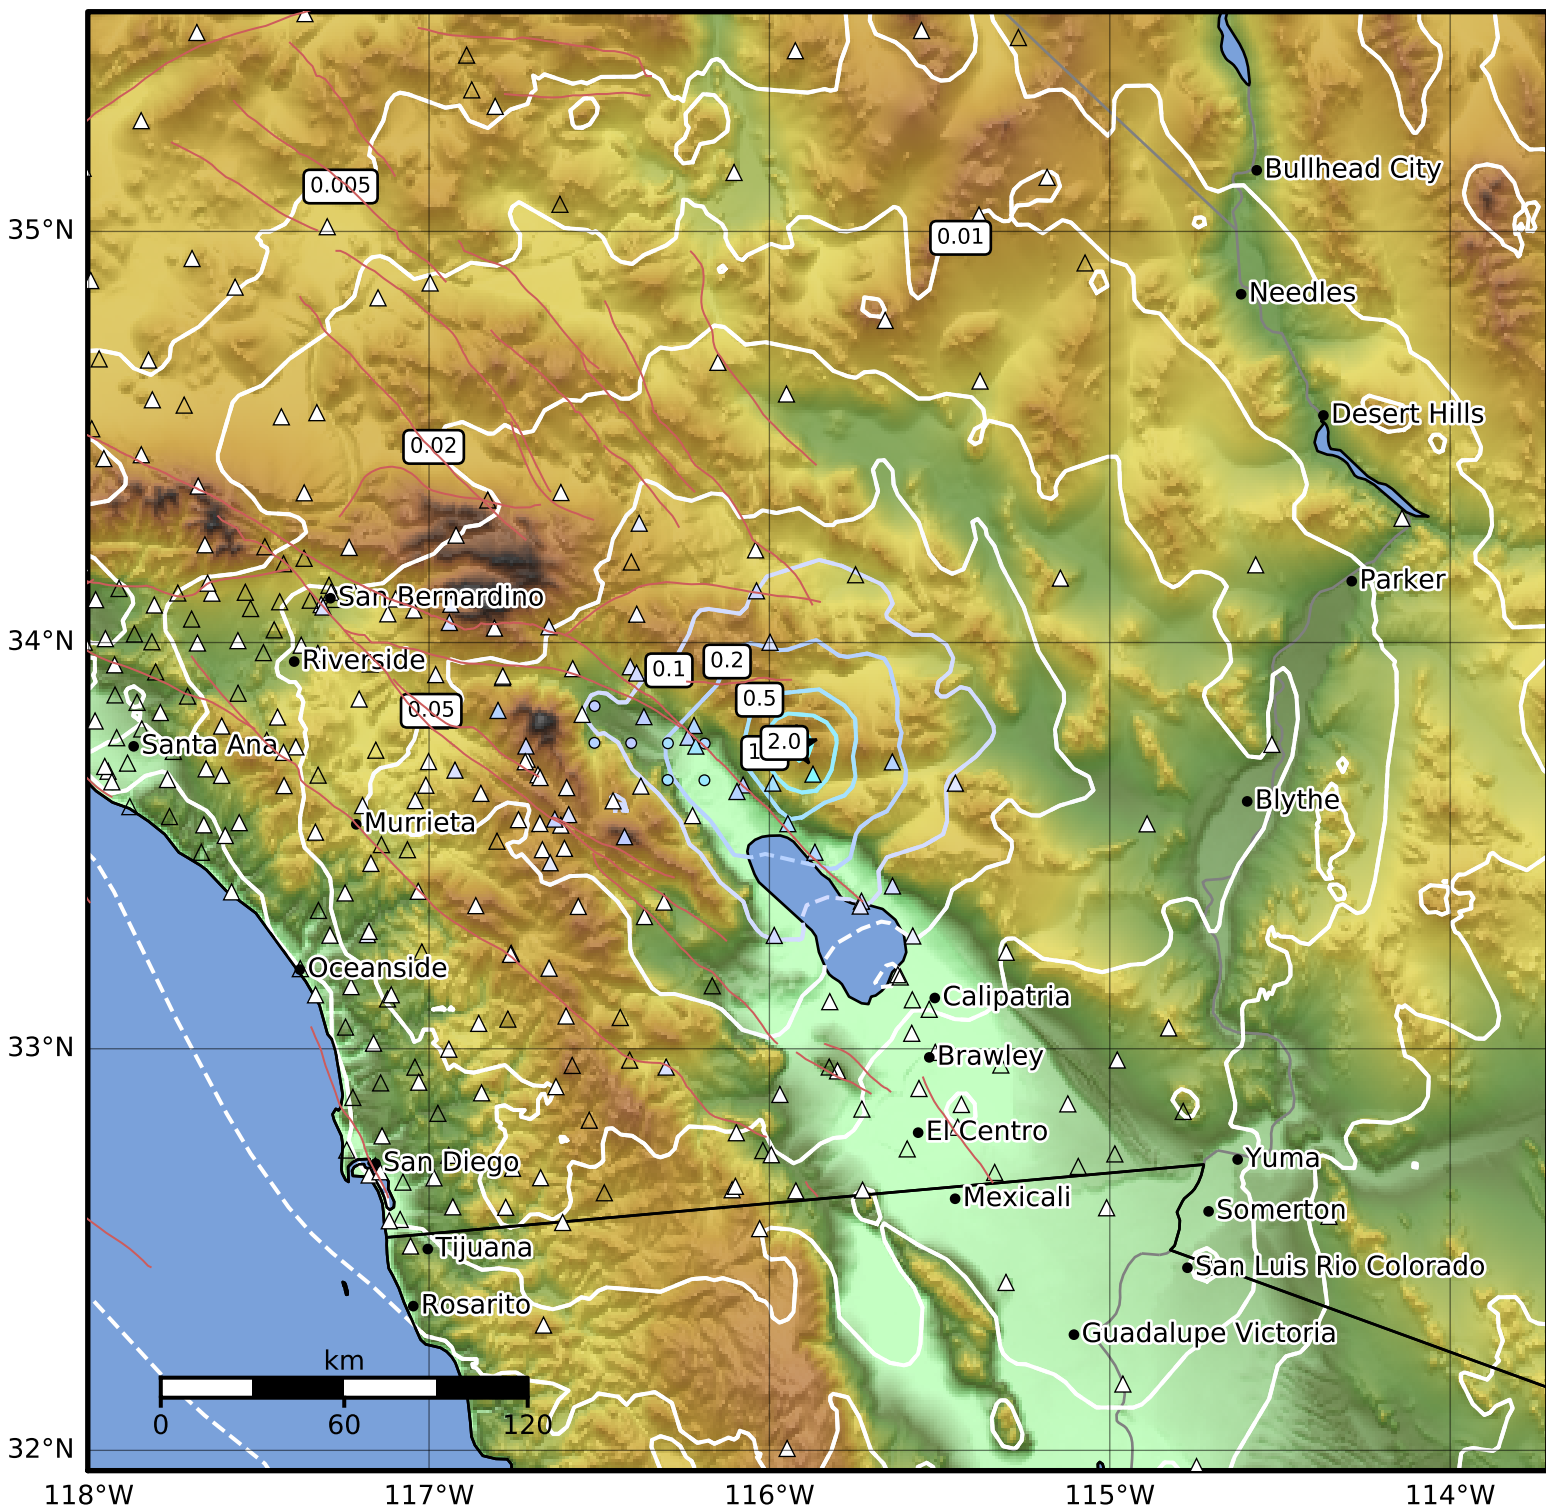 0.005
Bullhead City
35°N
0.01
Needles
Desert Hills
0.02
Parker
San Bernardino
34°N
Riverside
0.1
0.2
0.5
0.05
Santa Ana
2.0
Blythe
Murrieta
Oceanside
Calipatria
33°N
Brawley
El Centro
San Diego
Yuma
Mexicali
Somerton
Tijuana
San Luis Rio Colorado
Rosarito
Guadalupe Victoria
km
0 60 120
32°N
118°W 117°W 116°W 115°W 114°W